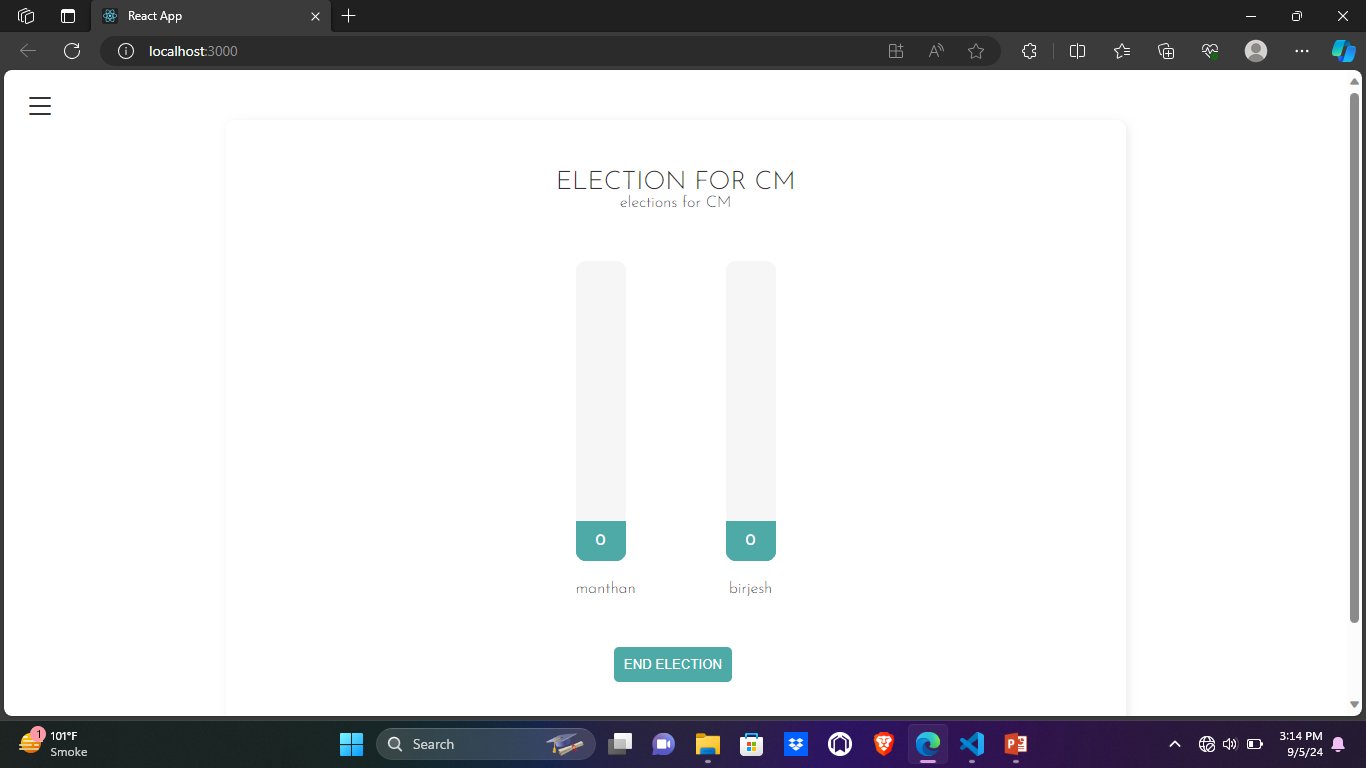 React App
localhost:3000
ELECTION FOR CM
elections for CM
0 0
manthan birjesh
END ELECTION
1
101°F
Smoke
Search
3:14 PM
9/5/24